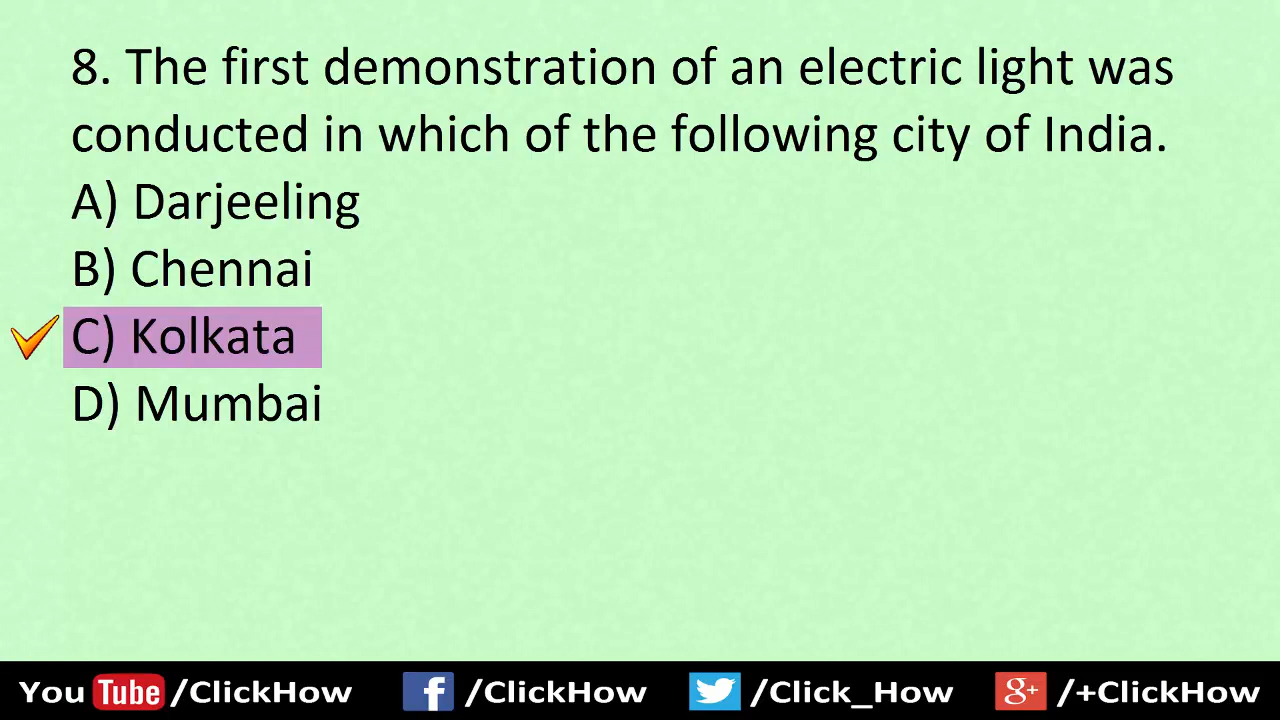 8. The first demonstration of an electric light was
conducted in which of the following city of India.
A) Darjeeling
B) Chennai
C) Kolkata
D) Mumbai
You Tube /ClickHow f /ClickHow /Click_How g+ /+ClickHow